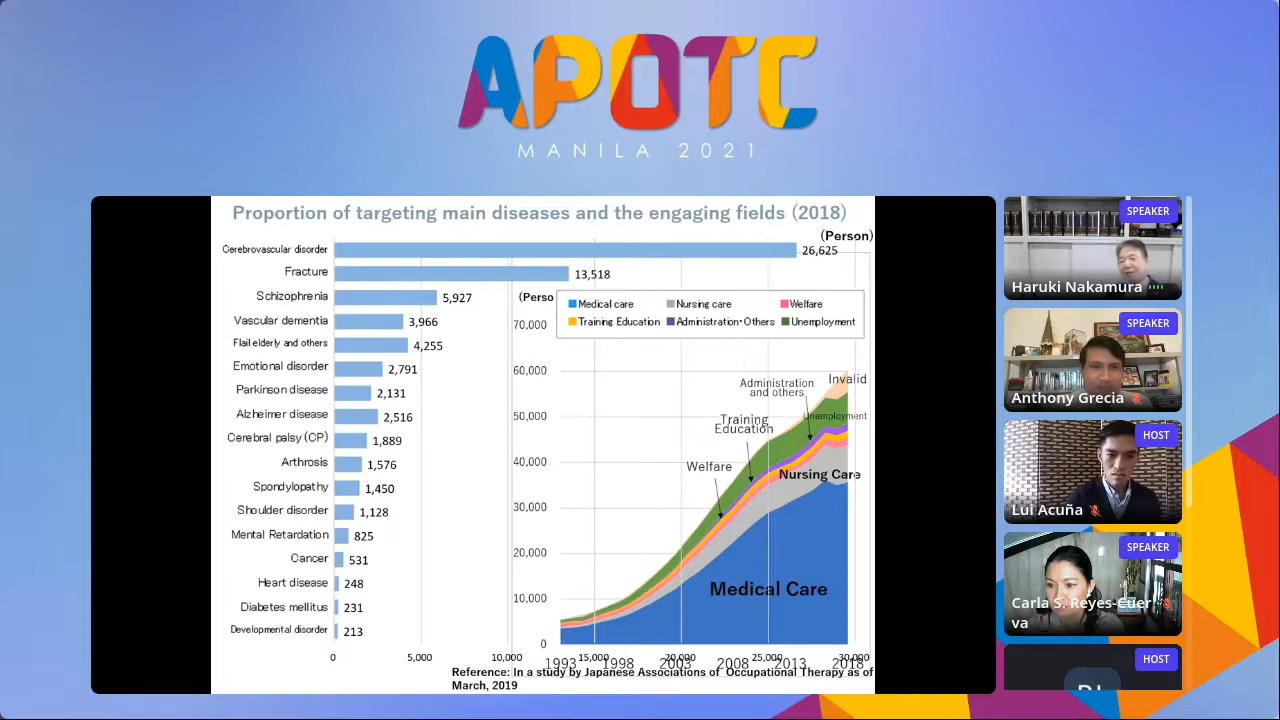 APOTC
MANILA 2021
Proportion of targeting main diseases and the engaging fields (2018)
(Person)
Cerebrovascular disorder 26,625
Fracture 13,518
Schizophrenia 5,927
Vascular dementia 3,966
Flail elderly and others 4,255
Emotional disorder 2,791
Parkinson disease 2,131
Alzheimer disease 2,516
Cerebral palsy (CP) 1,889
Arthrosis 1,576
Spondylopathy 1,450
Shoulder disorder 1,128
Mental Retardation 825
Cancer 531
Heart disease 248
Diabetes mellitus 231
Developmental disorder 213
0 5,000 10,000 15,000 20,000 25,000 30,000
(Perso
Medical care Nursing care Welfare
Training Education Administration・Others Unemployment
70,000
60,000
50,000
40,000
30,000
20,000
10,000
0
Invalid
Administration
and others
Unemployment
Training
Education
Welfare
Nursing Care
Medical Care
1993 1998 2003 2008 2013 2018
Reference: In a study by Japanese Associations of Occupational Therapy as of
March, 2019
SPEAKER
Haruki Nakamura
SPEAKER
Anthony Grecia
HOST
Lui Acuña
SPEAKER
Carla S. Reyes-Cuer
va
HOST